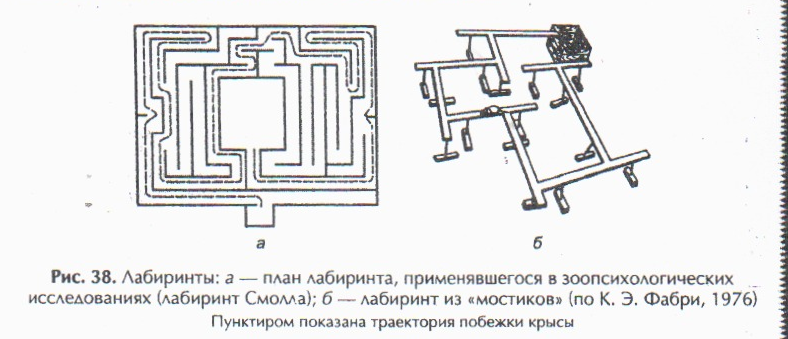 а
б
Рис. 38. Лабиринты: а — план лабиринта, применявшегося в зоопсихологических
исследованиях (лабиринт Смолла); б — лабиринт из «мостиков» (по К. Э. Фабри, 1976)
Пунктиром показана траектория побежки крысы